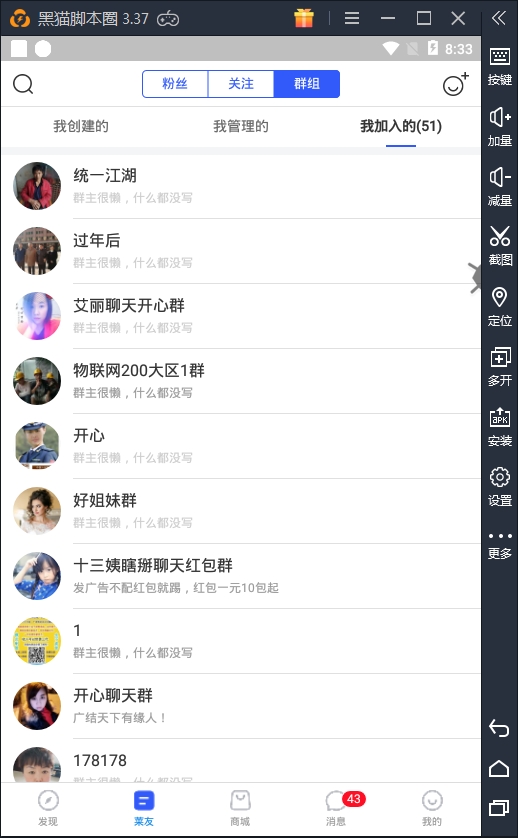 黑猫脚本圈 3.37
8:33
粉丝 关注 群组
我创建的 我管理的 我加入的(51)
统一江湖
群主很懒，什么都没写
过年后
群主很懒，什么都没写
艾丽聊天开心群
群主很懒，什么都没写
物联网200大区1群
群主很懒，什么都没写
开心
群主很懒，什么都没写
好姐妹群
群主很懒，什么都没写
十三姨瞎掰聊天红包群
发广告不配红包就踢，红包一元10包起
1
群主很懒，什么都没写
开心聊天群
广结天下有缘人！
178178
群主很懒，什么都没写
发现 莱友 商城 消息 43 我的
按键
加量
减量
截图
定位
多开
APK
安装
设置
更多